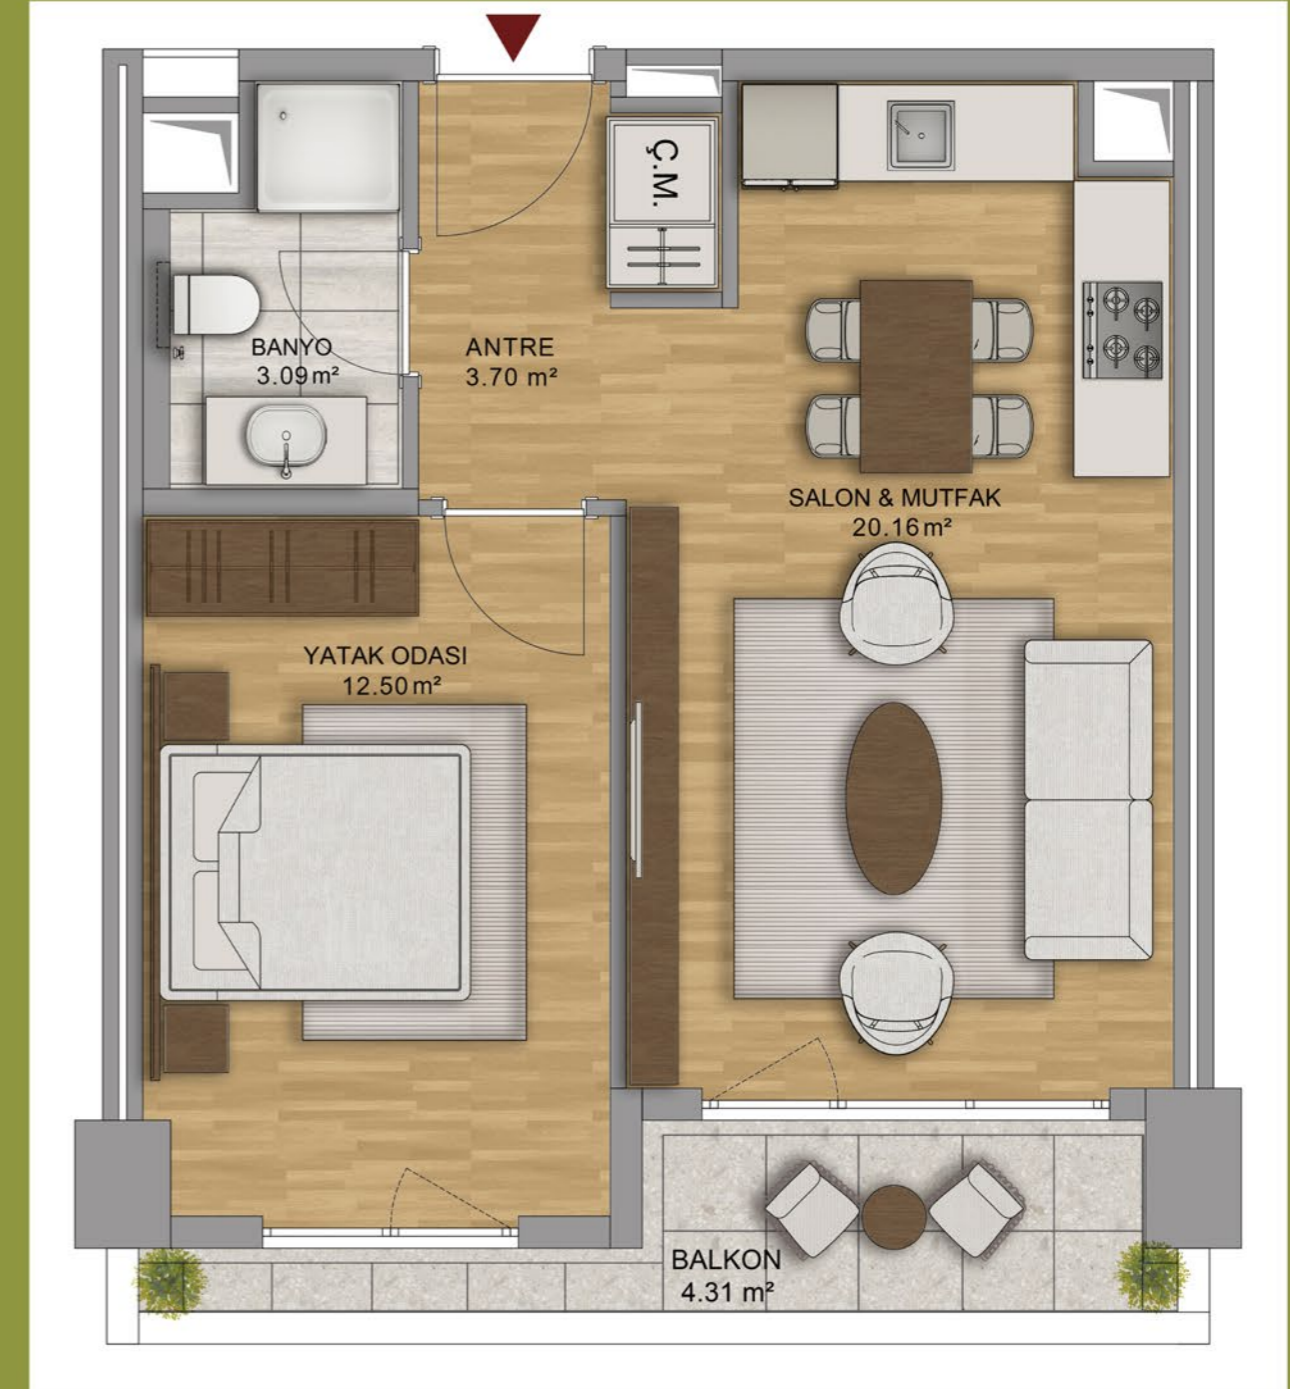 Ç.M.
BANYO
3.09 m²
ANTRE
3.70 m²
SALON & MUTFAK
20.16 m²
YATAK ODASI
12.50 m²
BALKON
4.31 m²